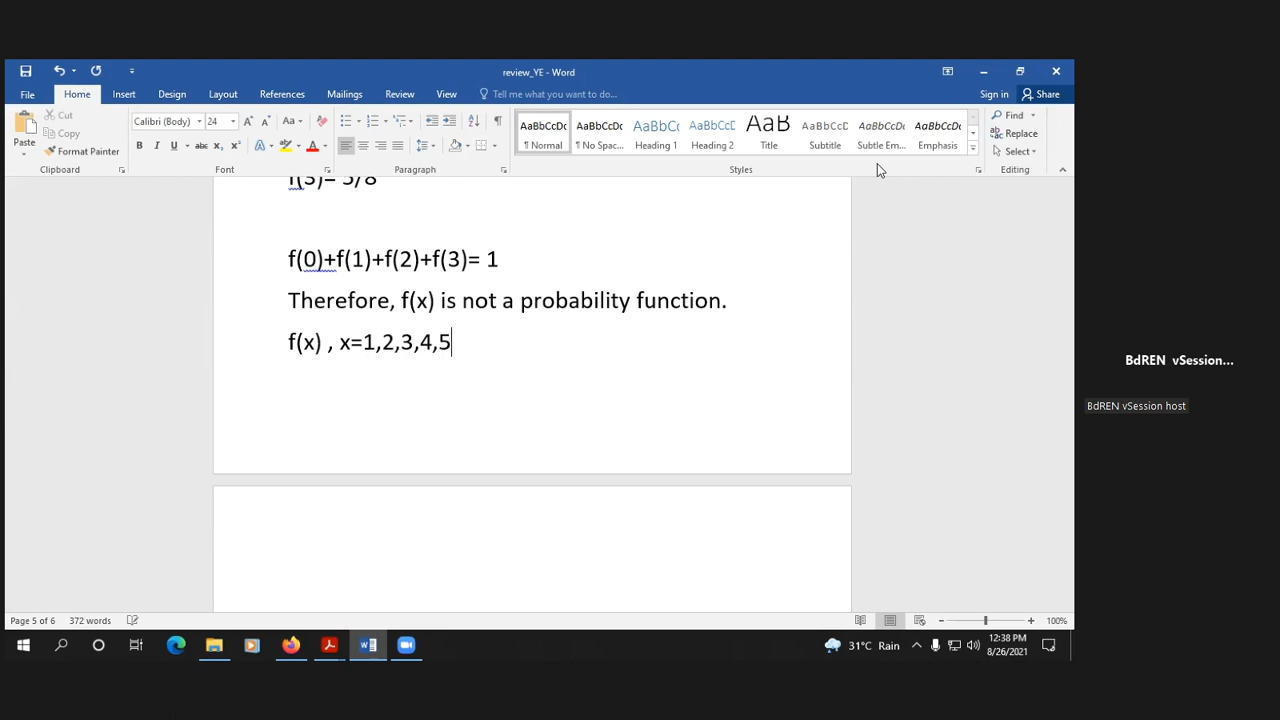 review_YE - Word
File Home Insert Design Layout References Mailings Review View Tell me what you want to do... Sign in Share
Paste Cut Copy Format Painter
Calibri (Body) 24
AaBbCcDc AaBbCcDc AaBbCc AaBbCcC AaB AaBbCcD AaBbCcDc AaBbCcDc
¶ Normal ¶ No Spac... Heading 1 Heading 2 Title Subtitle Subtle Em... Emphasis
Find Replace Select
Clipboard Font Paragraph Styles Editing
f(3)= 5/8
f(0)+f(1)+f(2)+f(3)= 1
Therefore, f(x) is not a probability function.
f(x) , x=1,2,3,4,5
BdREN vSession...
BdREN vSession host
Page 5 of 6 372 words 100%
31°C Rain 12:38 PM
8/26/2021